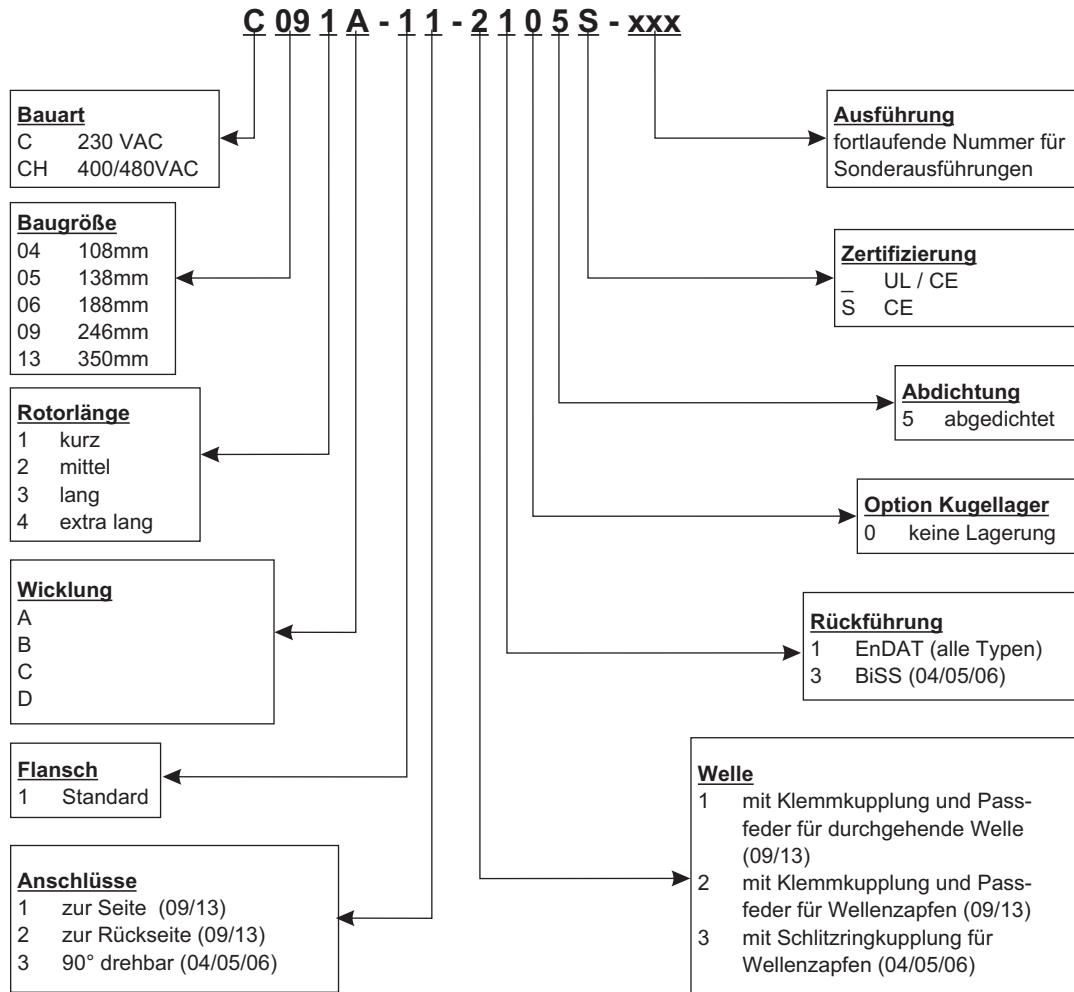 C 09 1 A - 1 1 - 2 1 0 5 S - xxx
Bauart
C 230 VAC
CH 400/480VAC
Baugröße
04 108mm
05 138mm
06 188mm
09 246mm
13 350mm
Rotorlänge
1 kurz
2 mittel
3 lang
4 extra lang
Wicklung
A
B
C
D
Flansch
1 Standard
Anschlüsse
1 zur Seite (09/13)
2 zur Rückseite (09/13)
3 90° drehbar (04/05/06)
Ausführung
fortlaufende Nummer für
Sonderausführungen
Zertifizierung
_ UL / CE
S CE
Abdichtung
5 abgedichtet
Option Kugellager
0 keine Lagerung
Rückführung
1 EnDAT (alle Typen)
3 BiSS (04/05/06)
Welle
1 mit Klemmkupplung und Pass-
feder für durchgehende Welle
(09/13)
2 mit Klemmkupplung und Pass-
feder für Wellenzapfen (09/13)
3 mit Schlitzringkupplung für
Wellenzapfen (04/05/06)